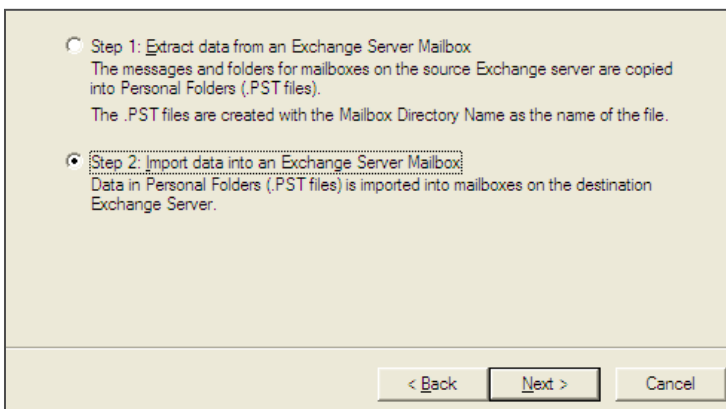 Step 1: Extract data from an Exchange Server Mailbox
The messages and folders for mailboxes on the source Exchange server are copied
into Personal Folders (.PST files).
The .PST files are created with the Mailbox Directory Name as the name of the file.
Step 2: Import data into an Exchange Server Mailbox
Data in Personal Folders (.PST files) is imported into mailboxes on the destination
Exchange Server.
< Back Next > Cancel